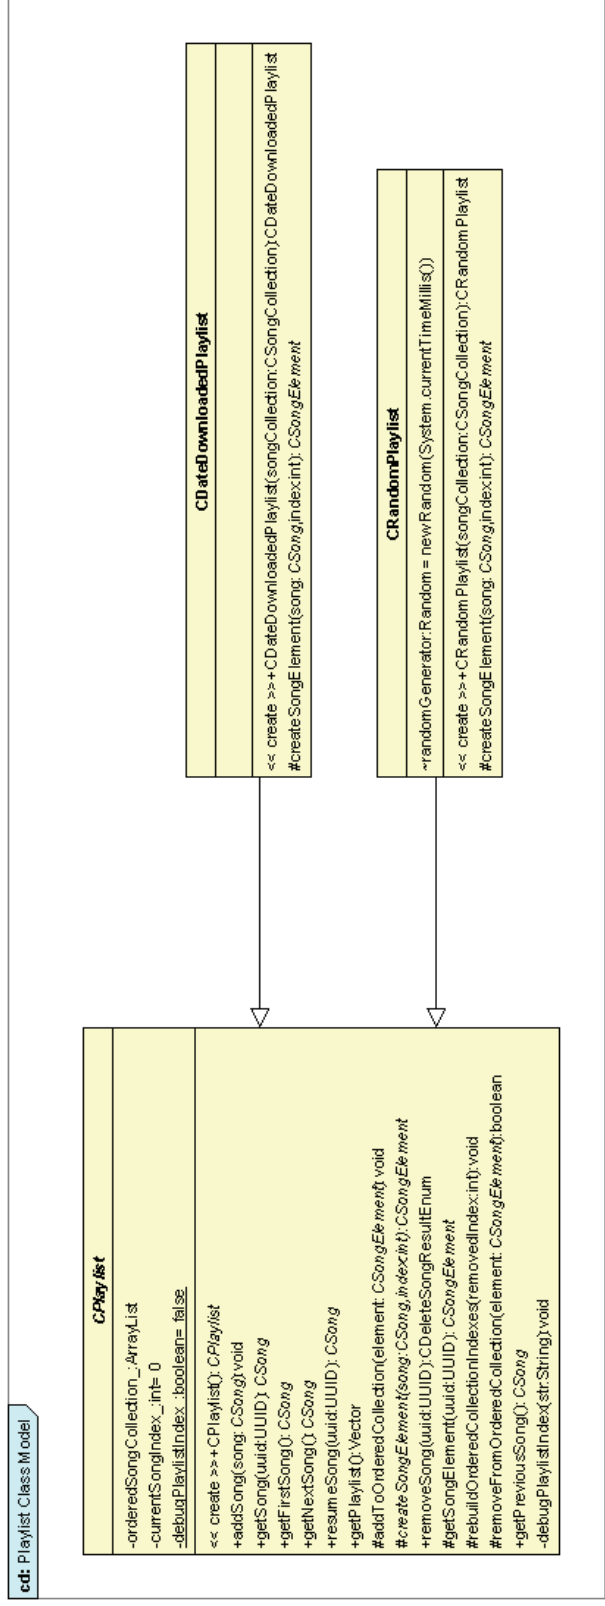 cd: Playlist Class Model
CPlaylist
-orderedSongCollection_:ArrayList
-currentSongIndex_:int= 0
-debugPlaylistIndex_:boolean= false
<< create >>+CPlaylist(): CPlaylist
+addSong(song: CSong):void
+getSong(uuid:UUID): CSong
+getFirstSong(): CSong
+getNextSong(): CSong
+resumeSong(uuid:UUID): CSong
+getPlaylist():Vector
#addToOrderedCollection(element: CSongElement):void
#createSongElement(song:CSong,index:int):CSongElement
+removeSong(uuid:UUID):CDeleteSongResultEnum
#getSongElement(uuid:UUID): CSongElement
#rebuildOrderedCollectionIndexes(removedIndex:int):void
#removeFromOrderedCollection(element: CSongElement):boolean
+getPreviousSong(): CSong
-debugPlaylistIndex(str:String):void
CDateDownloadedPlaylist
<< create >>+CDateDownloadedPlaylist(songCollection:CSongCollection):CDateDownloadedPlaylist
#createSongElement(song: CSong,index:int): CSongElement
CRandomPlaylist
~randomGenerator:Random= newRandom(System.currentTimeMillis())
<< create >>+CRandomPlaylist(songCollection:CSongCollection):CRandomPlaylist
#createSongElement(song: CSong,index:int): CSongElement